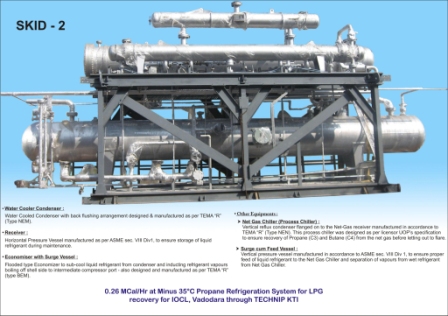 SKID - 2
• Water Cooler Condenser :
Water Cooled Condenser with back flushing arrangement designed & manufactured as per TEMA "R"
(Type NEM).
• Receiver :
Horizontal Pressure Vessel manufactured as per ASME sec. VIII Div1, to ensure storage of liquid
refrigerant during maintenance.
• Economiser with Surge Vessel :
Flooded type Economizer to sub-cool liquid refrigerant from condenser and inducting refrigerant vapours
boiling off shell side to intermediate compressor port - also designed and manufactured as per TEMA "R"
(type BEM).
• Other Equipments :
➤ Net Gas Chiller (Process Chiller) :
Vertical reflux condenser flanged on to the Net-Gas receiver manufactured in accordance to
TEMA "R" (Type NEN). This process chiller was designed as per licensor UOP's specification
to ensure recovery of Propane (C3) and Butane (C4) from the net gas before letting out to flare.
➤ Surge cum Feed Vessel :
Vertical pressure vessel manufactured in accordance to ASME sec. VIII Div 1, to ensure proper
feed of liquid refrigerant to the Net Gas Chiller and separation of vapours from wet refrigerant
from Net Gas Chiller.
0.26 MCal/Hr at Minus 35°C Propane Refrigeration System for LPG
recovery for IOCL, Vadodara through TECHNIP KTI